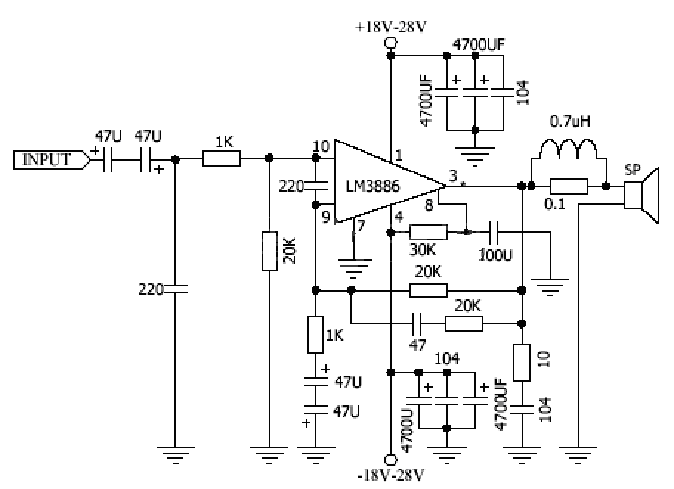 +18V-28V
4700UF
4700UF
104
0.7uH
47U
47U
1K
10
1
SP
INPUT
LM3886
3
220
8
0.1
9
7
4
20K
30K
100U
20K
220
20K
1K
47
10
47U
104
47U
4700U
4700UF
104
-18V-28V